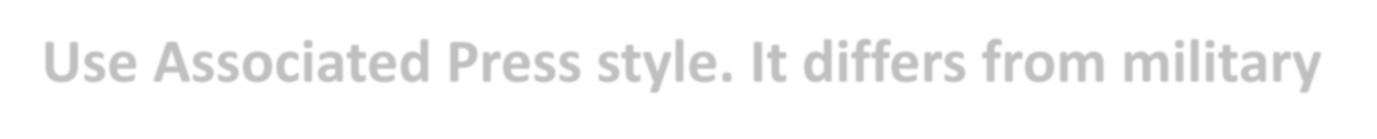 Use Associated Press style. It differs from military